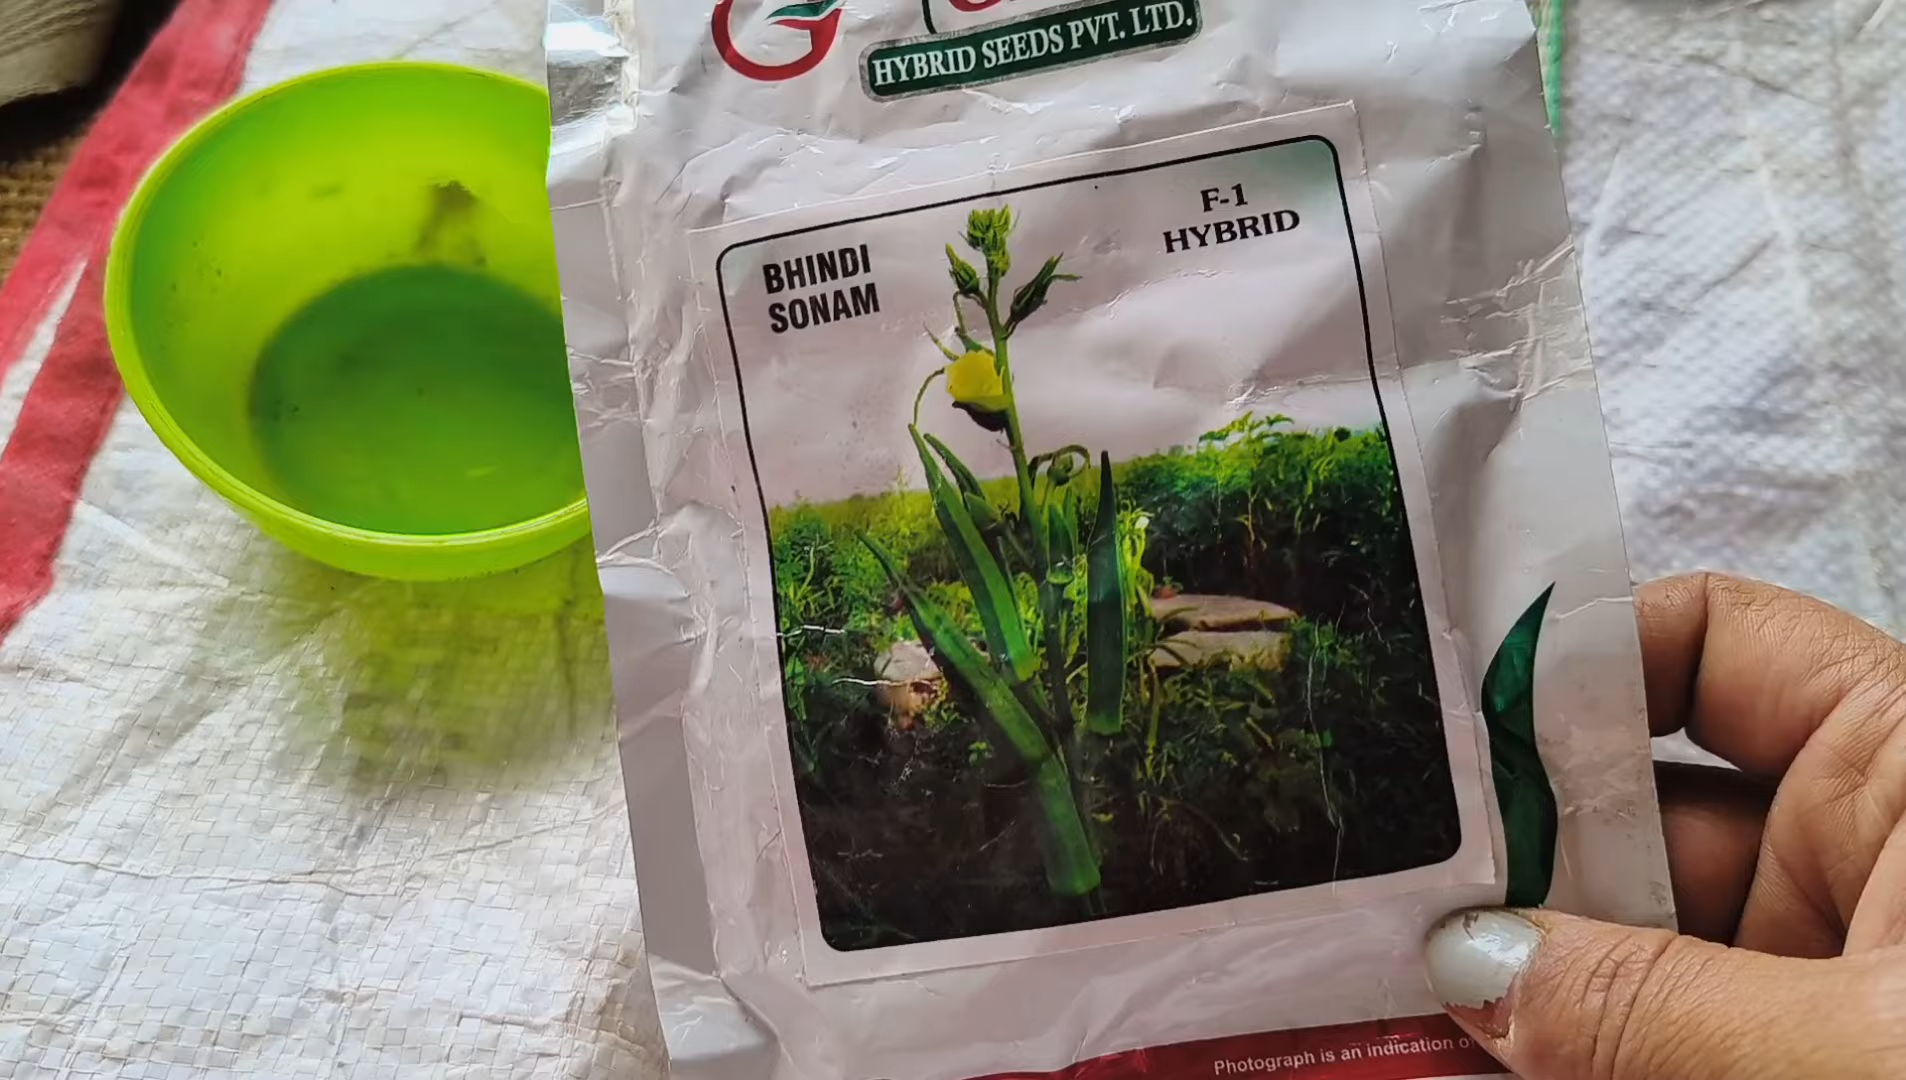 HYBRID SEEDS PVT. LTD.
BHINDI
SONAM
F-1
HYBRID
Photograph is an indication